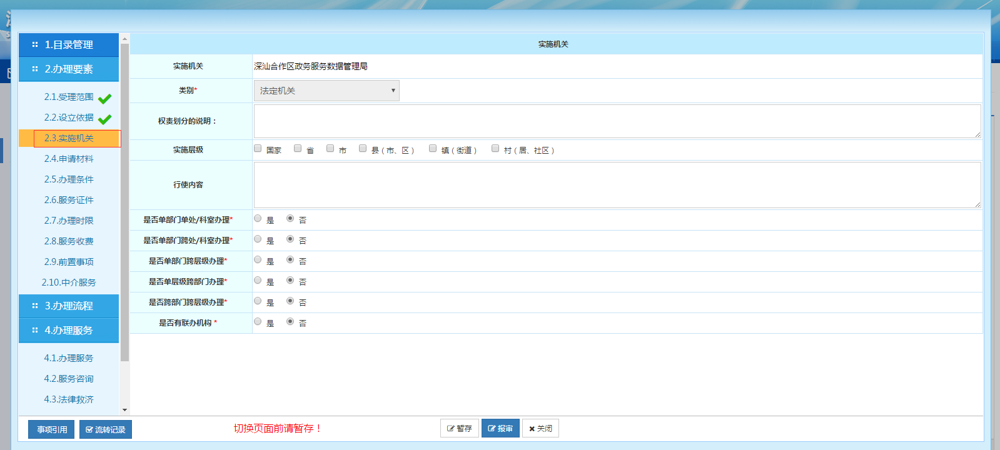 1.目录管理
2.办理要素
2.1.受理范围
2.2.设立依据
2.3.实施机关
2.4.申请材料
2.5.办理条件
2.6.服务证件
2.7.办理时限
2.8.服务收费
2.9.前置事项
2.10.中介服务
3.办理流程
4.办理服务
4.1.办理服务
4.2.服务咨询
4.3.法律救济
实施机关
实施机关 深汕合作区政务服务数据管理局
类别* 法定机关
权责划分的说明：
实施层级 国家 省 市 县（市、区） 镇（街道） 村（居、社区）
行使内容
是否单部门单处/科室办理* 是 否
是否单部门跨处/科室办理* 是 否
是否单部门跨层级办理* 是 否
是否单层级跨部门办理* 是 否
是否跨部门跨层级办理* 是 否
是否有联办机构 * 是 否
事项引用 流转记录 切换页面前请暂存！ 暂存 报审 关闭